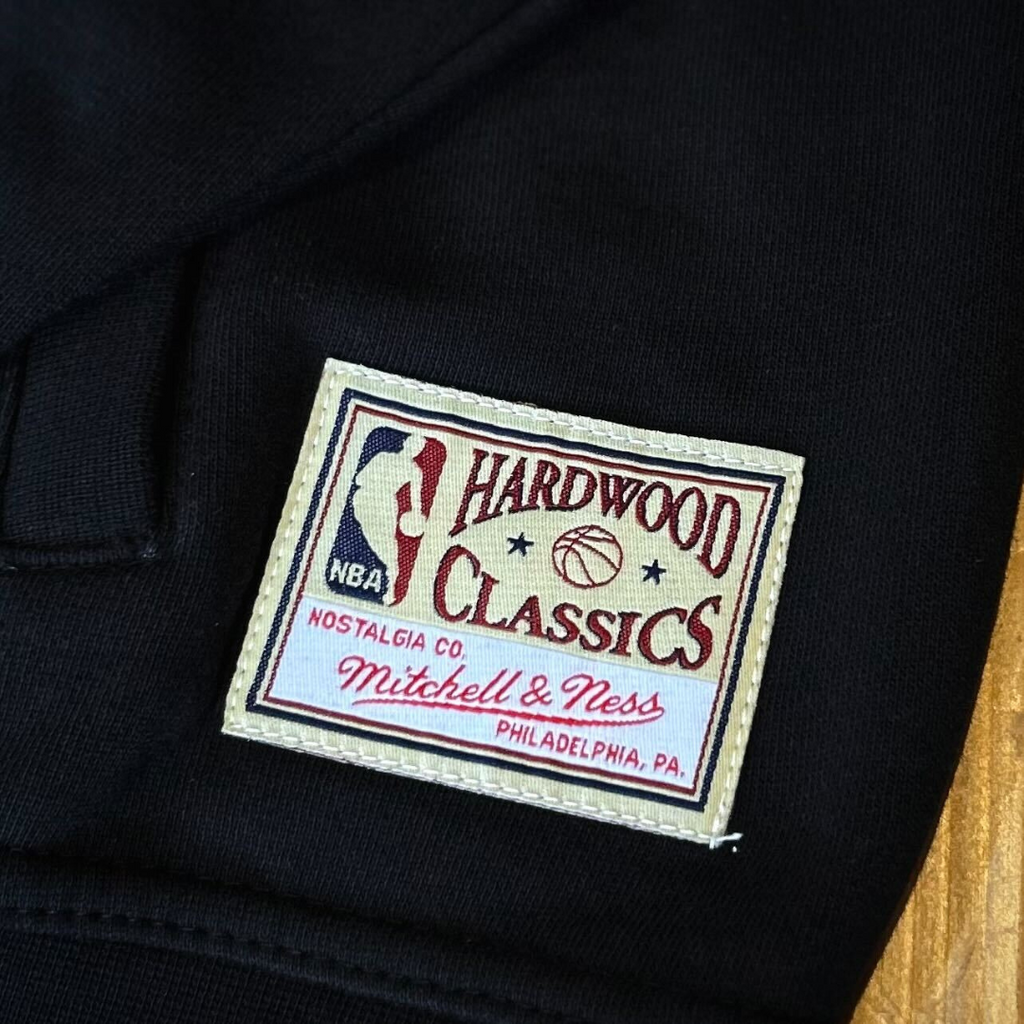 NBA
HARDWOOD
CLASSICS
NOSTALGIA CO.
Mitchell & Ness
PHILADELPHIA, PA.